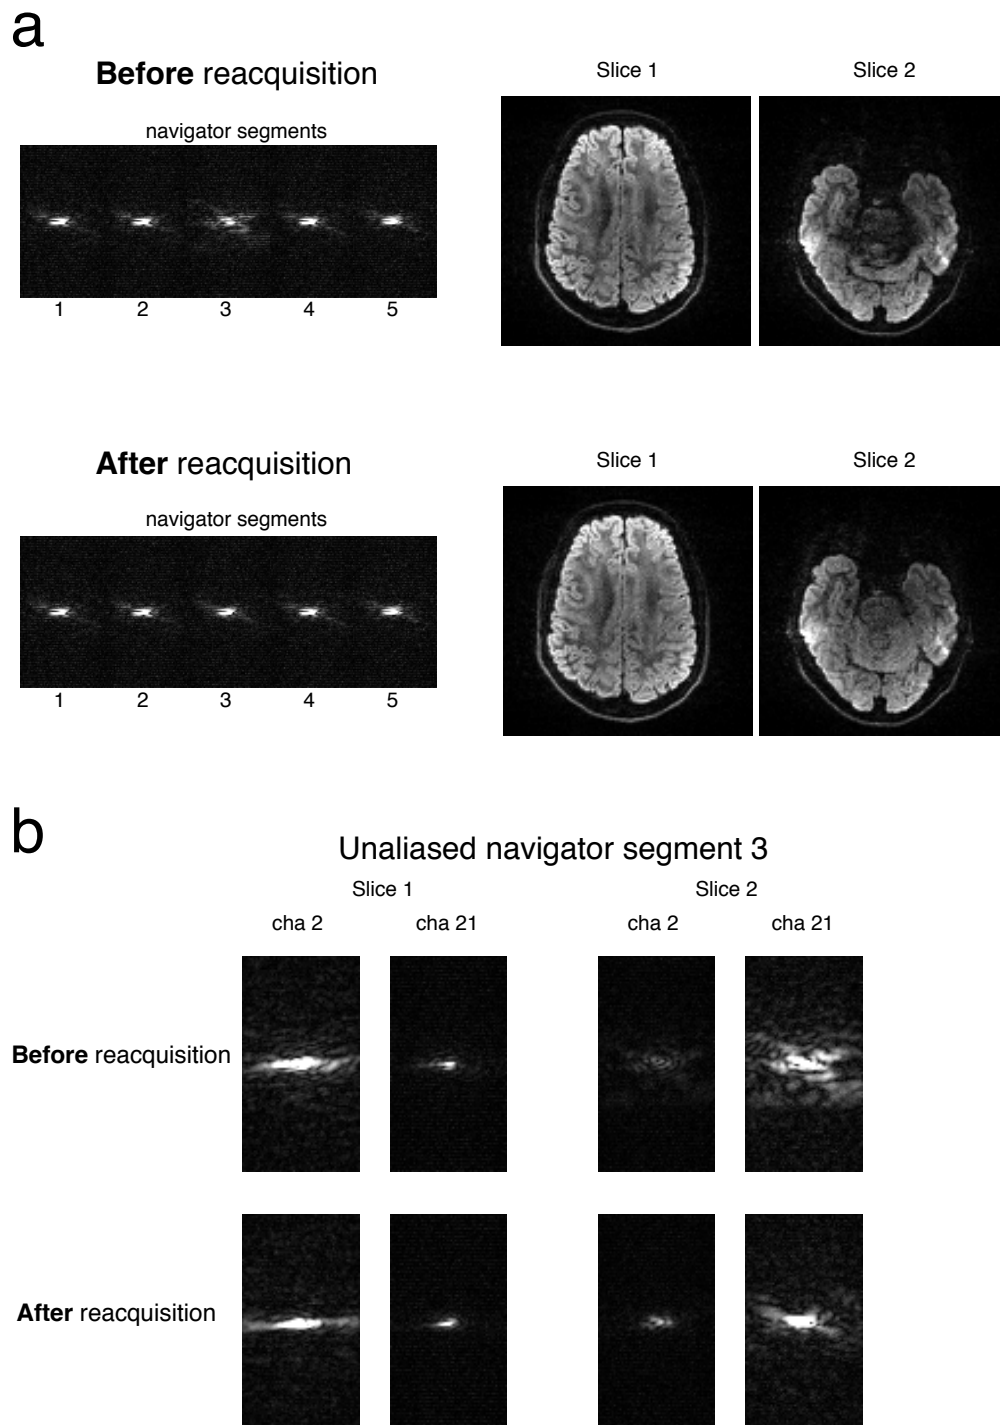 a
Before reacquisition
Slice 1
Slice 2
navigator segments
1 2 3 4 5
After reacquisition
Slice 1
Slice 2
navigator segments
1 2 3 4 5
b
Unaliased navigator segment 3
Slice 1
Slice 2
cha 2
cha 21
cha 2
cha 21
Before reacquisition
After reacquisition